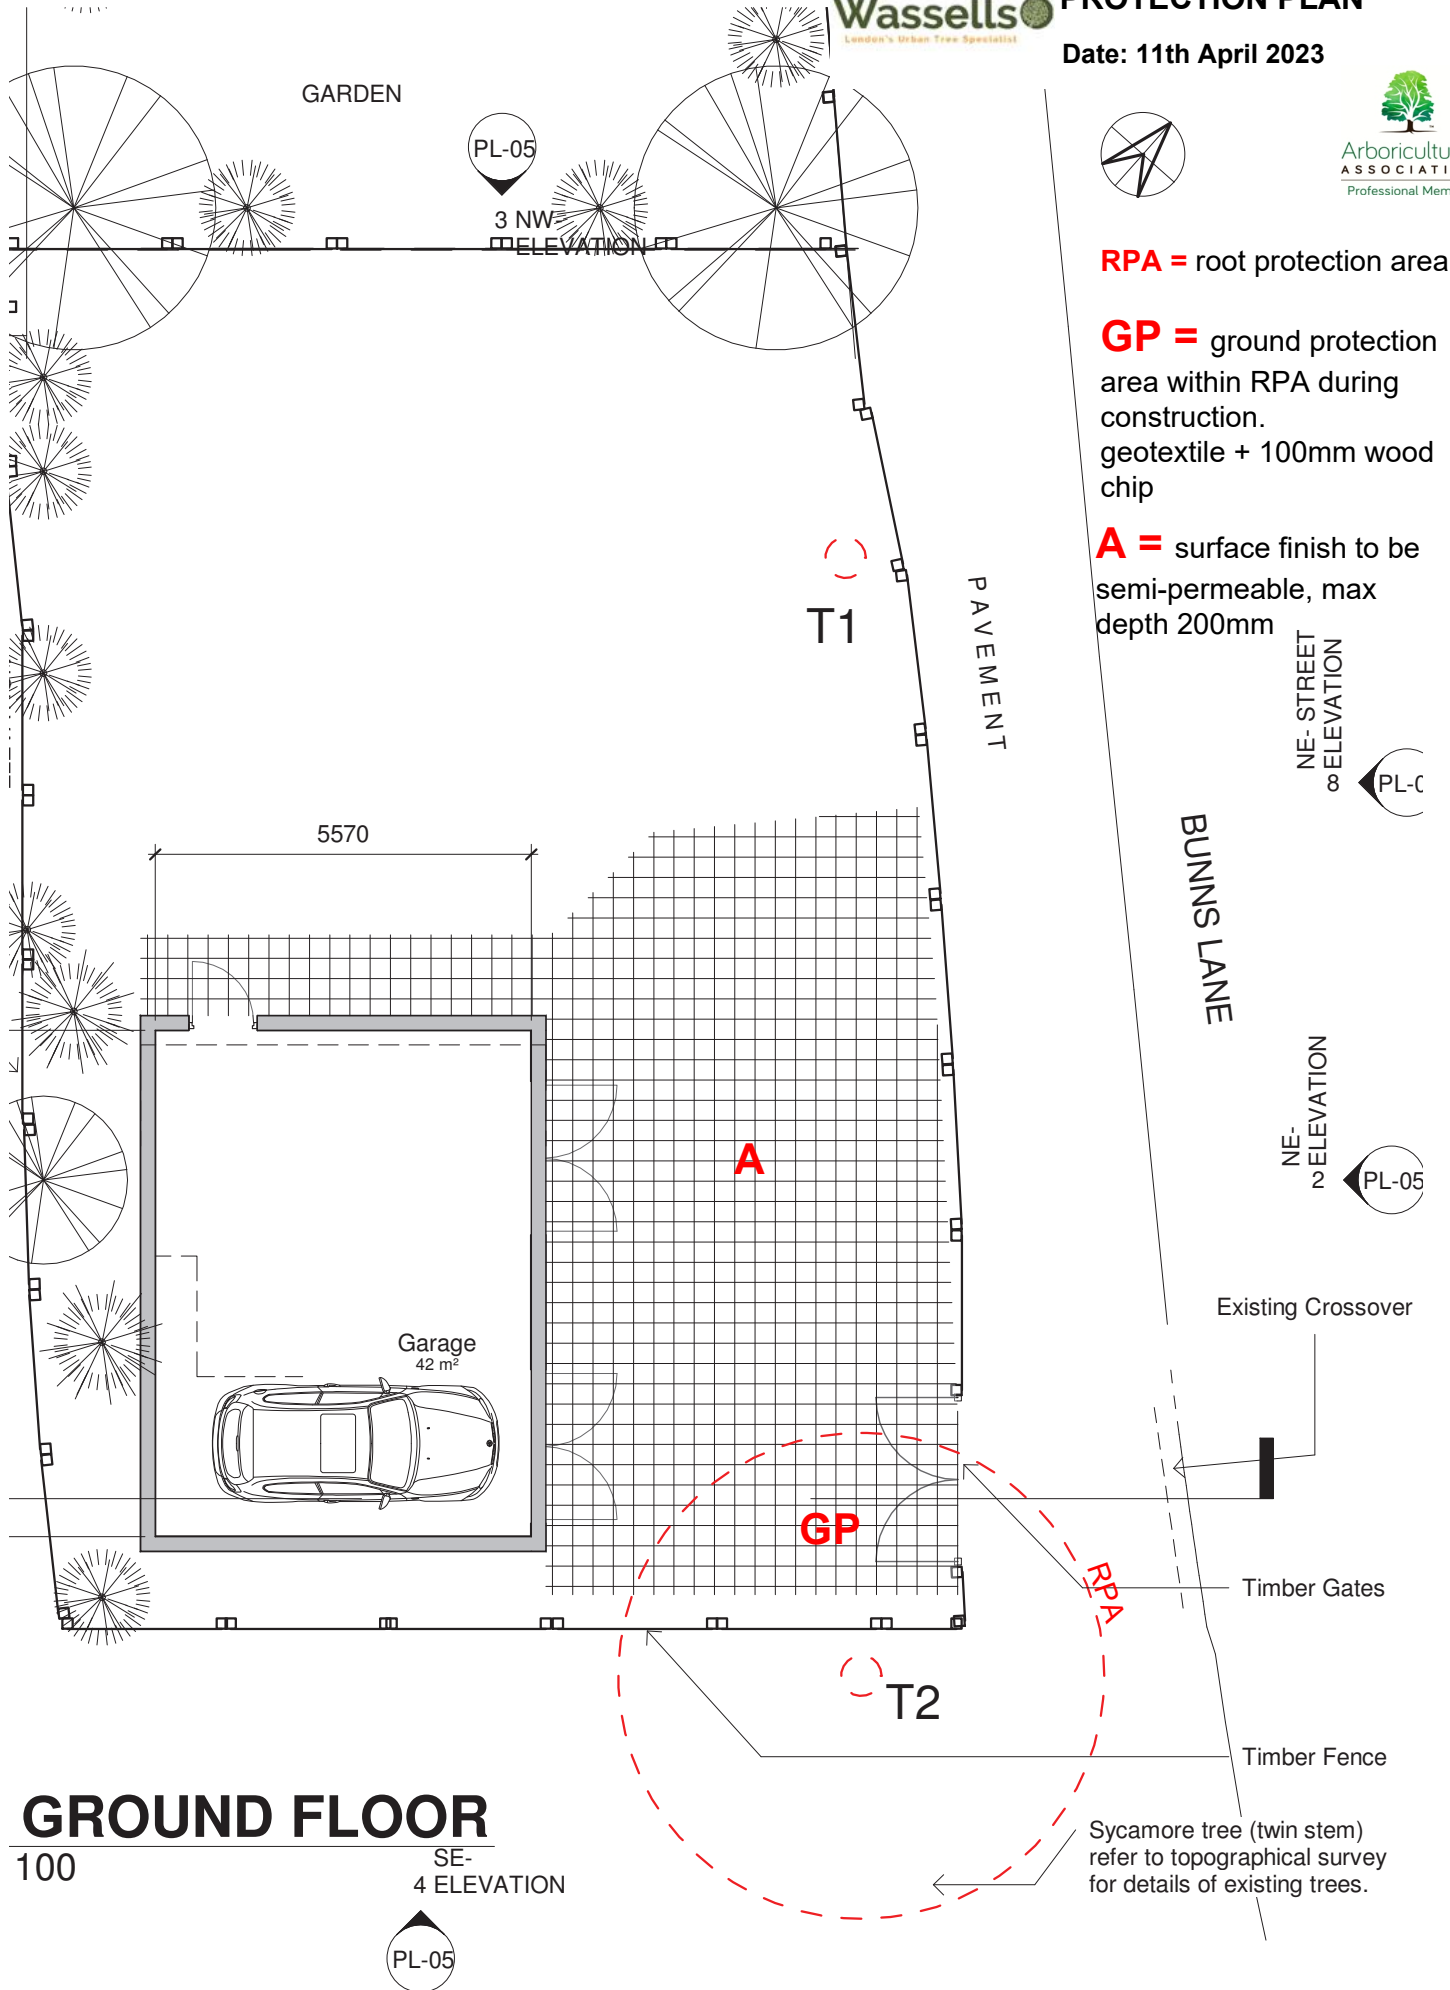 Wassells
London's Urban Tree Specialist
PROTECTION PLAN
Date: 11th April 2023
GARDEN
PL-05
3 NW-
ELEVATION
ASSOCIATI
RPA = root protection area
GP = ground protection
area within RPA during
construction.
geotextile + 100mm wood
chip
A = surface finish to be
semi-permeable, max
depth 200mm
T1
PAVEMENT
NE- STREET
ELEVATION
8
5570
BUNNS LANE
NE-
ELEVATION
2
PL-05
A
Existing Crossover
Garage
42 m²
GP
RPA
Timber Gates
T2
Timber Fence
GROUND FLOOR
100
SE-
4 ELEVATION
PL-05
Sycamore tree (twin stem)
refer to topographical survey
for details of existing trees.